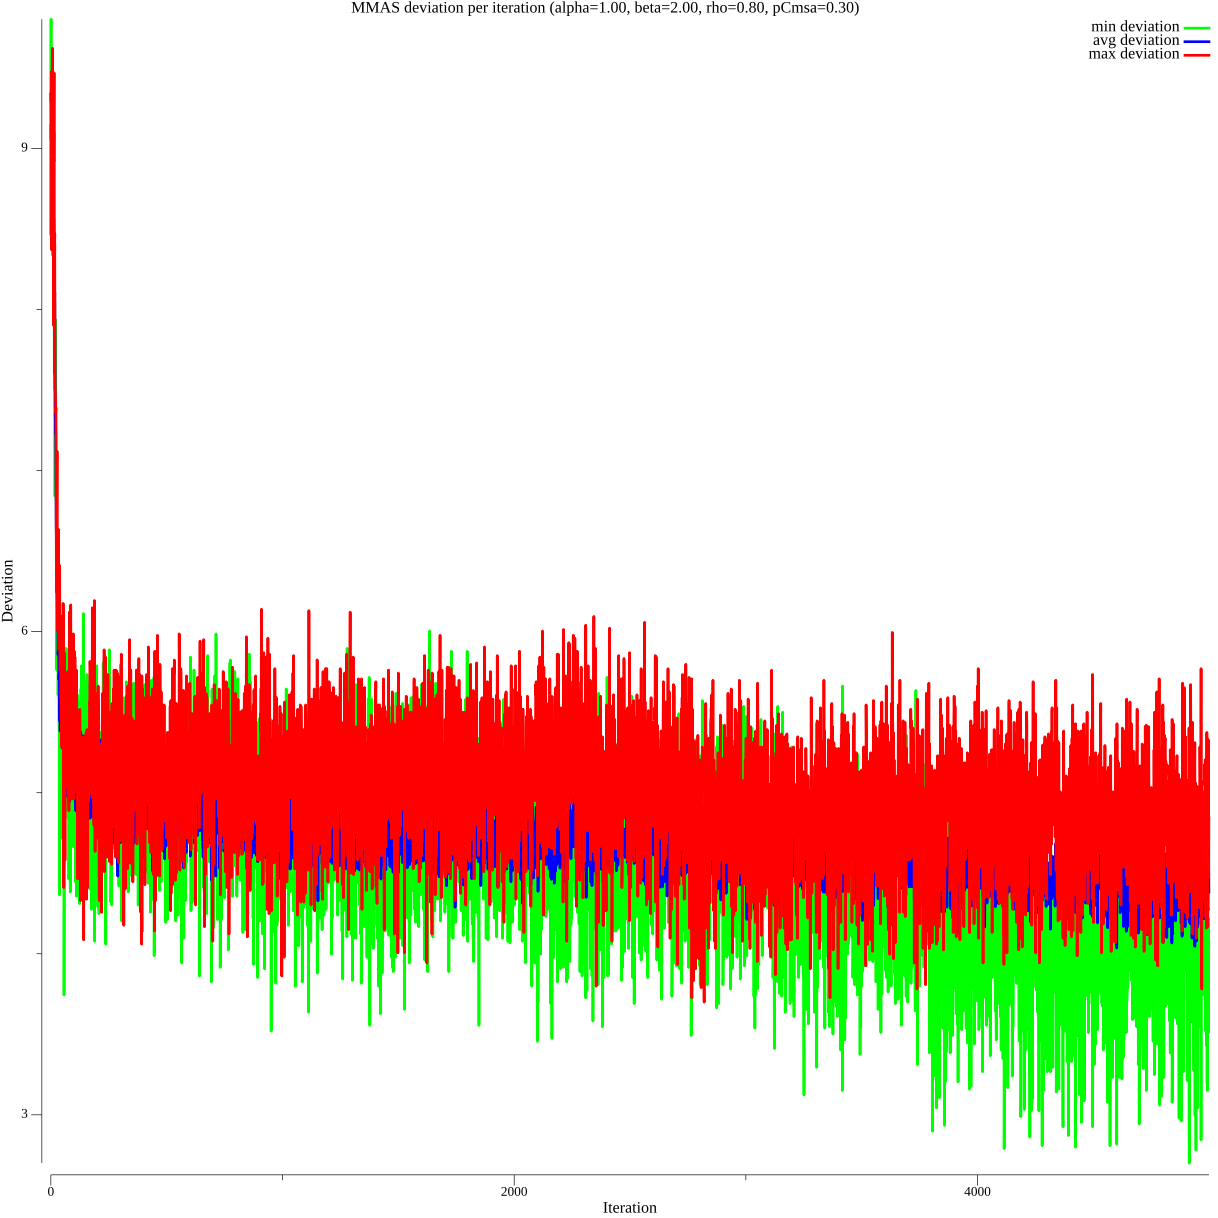 MMAS deviation per iteration (alpha=1.00, beta=2.00, rho=0.80, pCmsa=0.30)
min deviation
avg deviation
max deviation
9
6
3
Deviation
0
2000
4000
Iteration